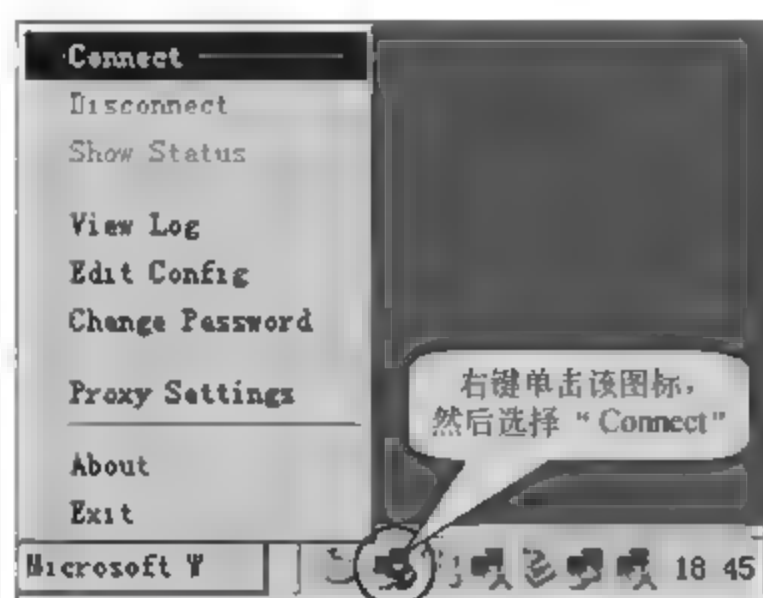 Connect
Disconnect
Show Status
View Log
Edit Config
Change Password
Proxy Settings
About
Exit
右键单击该图标,
然后选择 “Connect”
Microsoft W
18 45